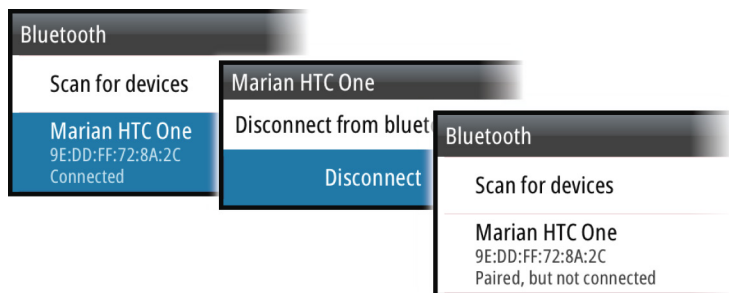 Bluetooth
Scan for devices
Marian HTC One
9E:DD:FF:72:8A:2C
Connected
Marian HTC One
Disconnect from
Disconnect
Bluetooth
Scan for devices
Marian HTC One
9E:DD:FF:72:8A:2C
Paired, but not connected